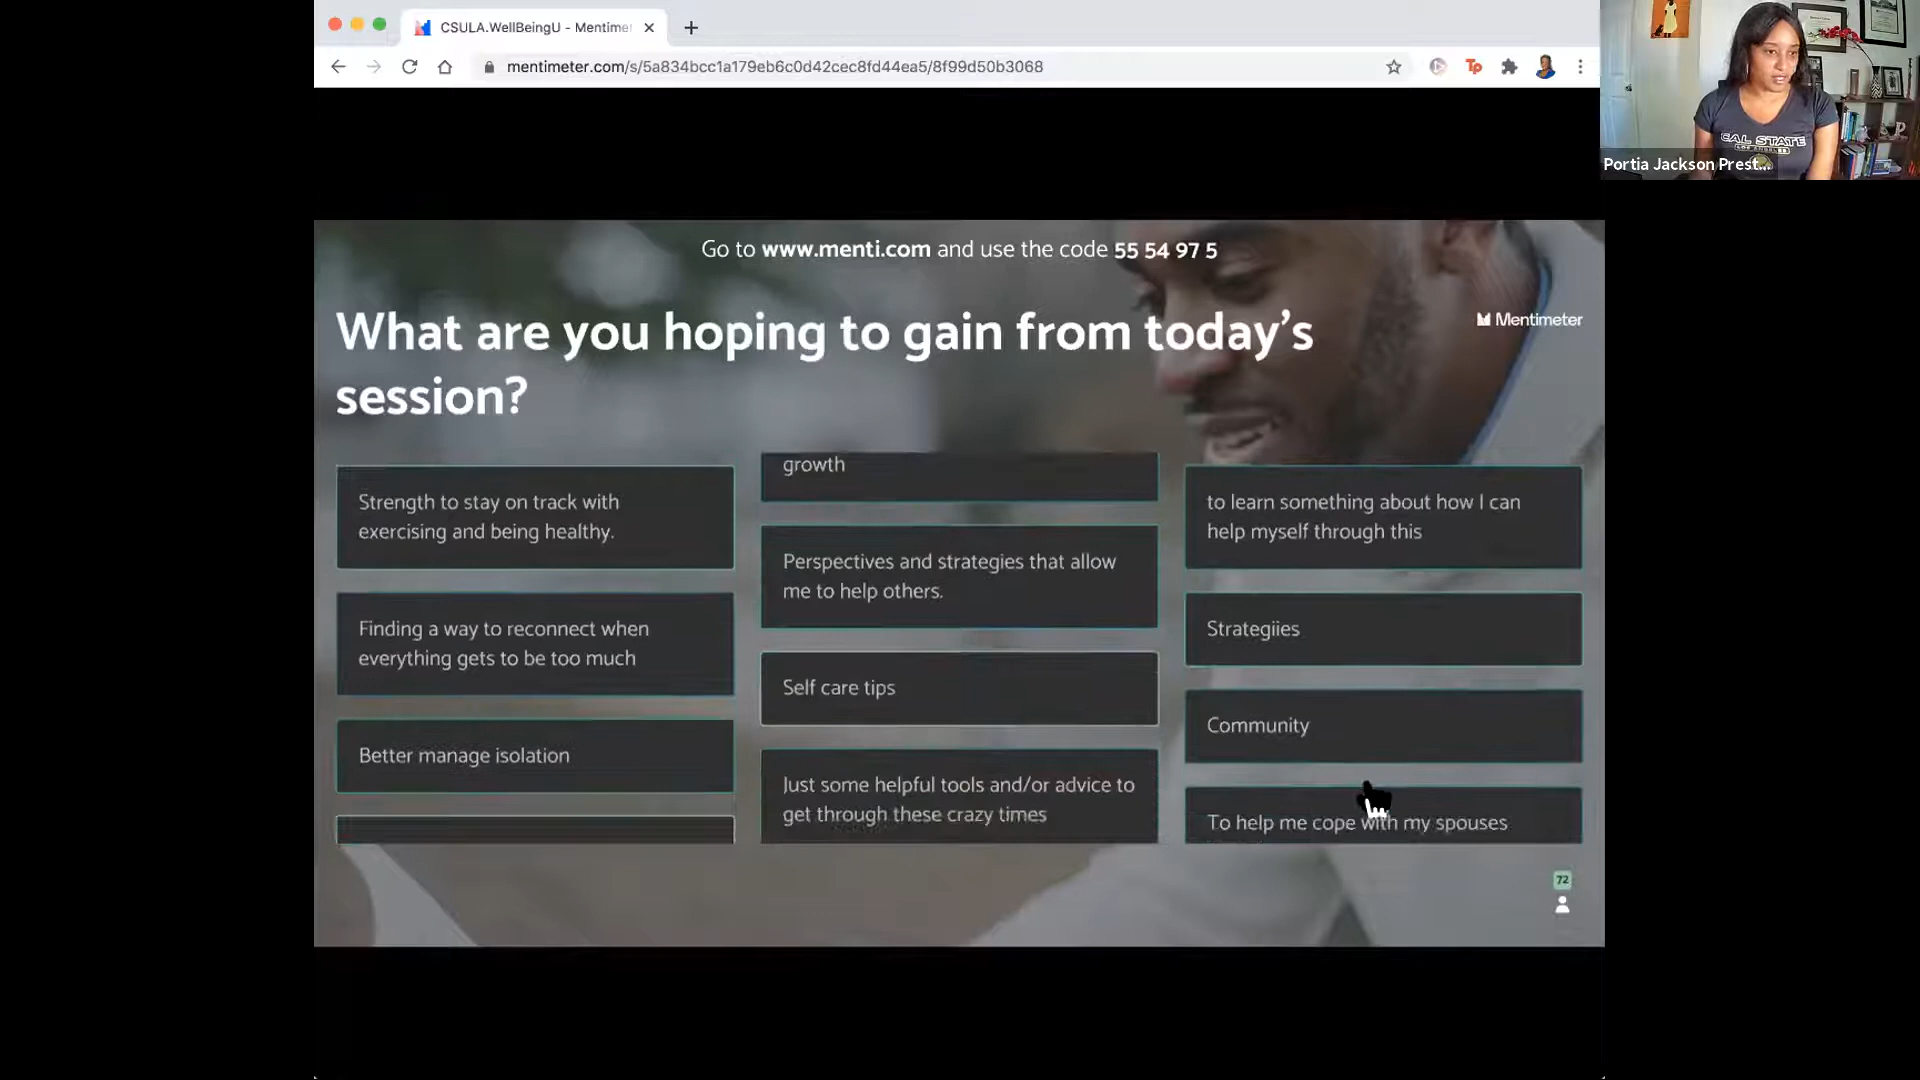 CSULA.WellBeingU - Mentime
mentimeter.com/s/5a834bcc1a179eb6c0d42cec8fd44ea5/8f99d50b3068
Tp
CAL STATE
LOS ANGELES
Portia Jackson Prest...
Go to www.menti.com and use the code 55 54 97 5
What are you hoping to gain from today's
session?
Mentimeter
Strength to stay on track with
exercising and being healthy.
Finding a way to reconnect when
everything gets to be too much
Better manage isolation
growth
Perspectives and strategies that allow
me to help others.
Self care tips
Just some helpful tools and/or advice to
get through these crazy times
to learn something about how I can
help myself through this
Strategiies
Community
To help me cope with my spouses
72